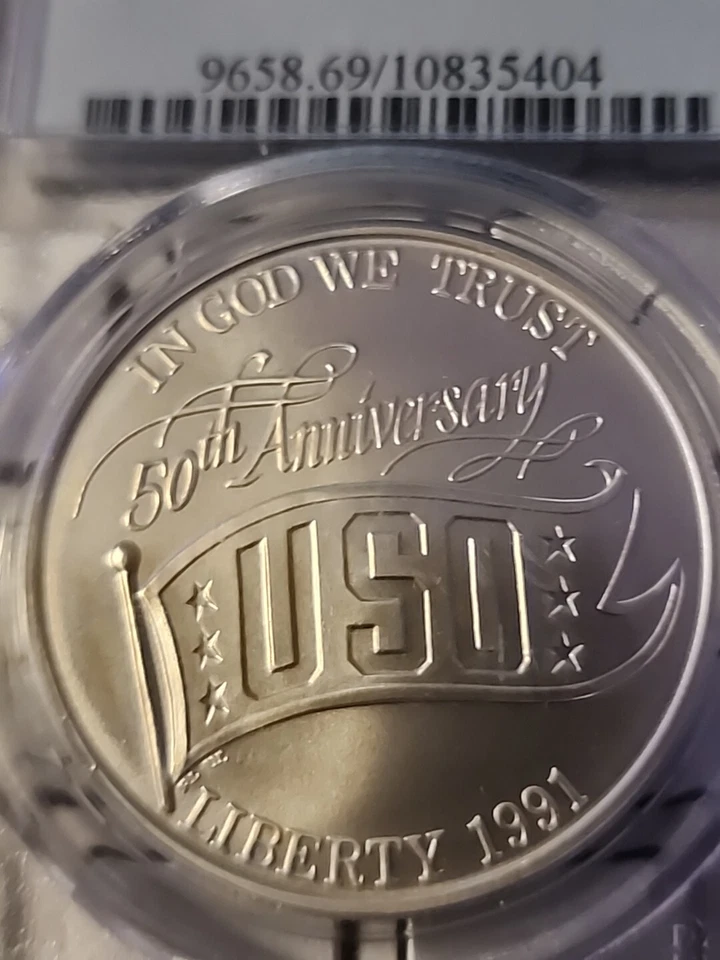 9658.69/10835404
IN GOD WE TRUST
50th Anniversary
USO
LIBERTY 1991